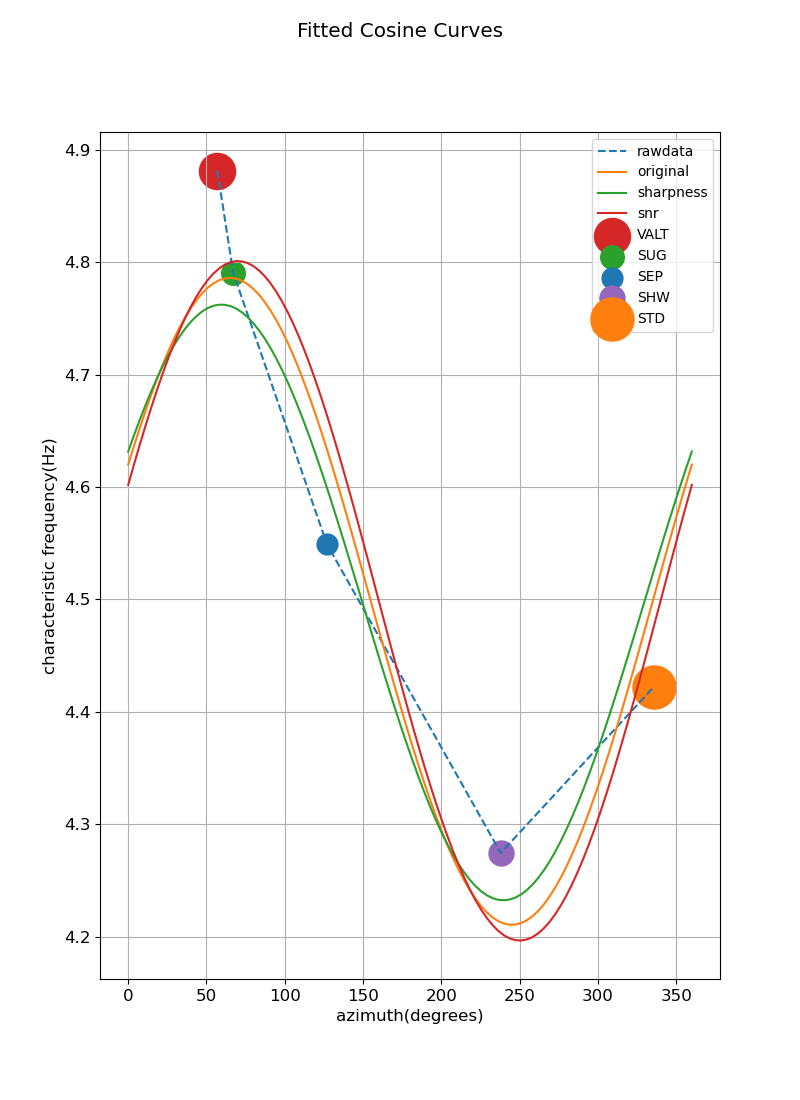 Fitted Cosine Curves
4.9
4.8
4.7
4.6
4.5
4.4
4.3
4.2
characteristic frequency(Hz)
rawdata
original
sharpness
snr
VALT
SUG
SEP
SHW
STD
0 50 100 150 200 250 300 350
azimuth(degrees)